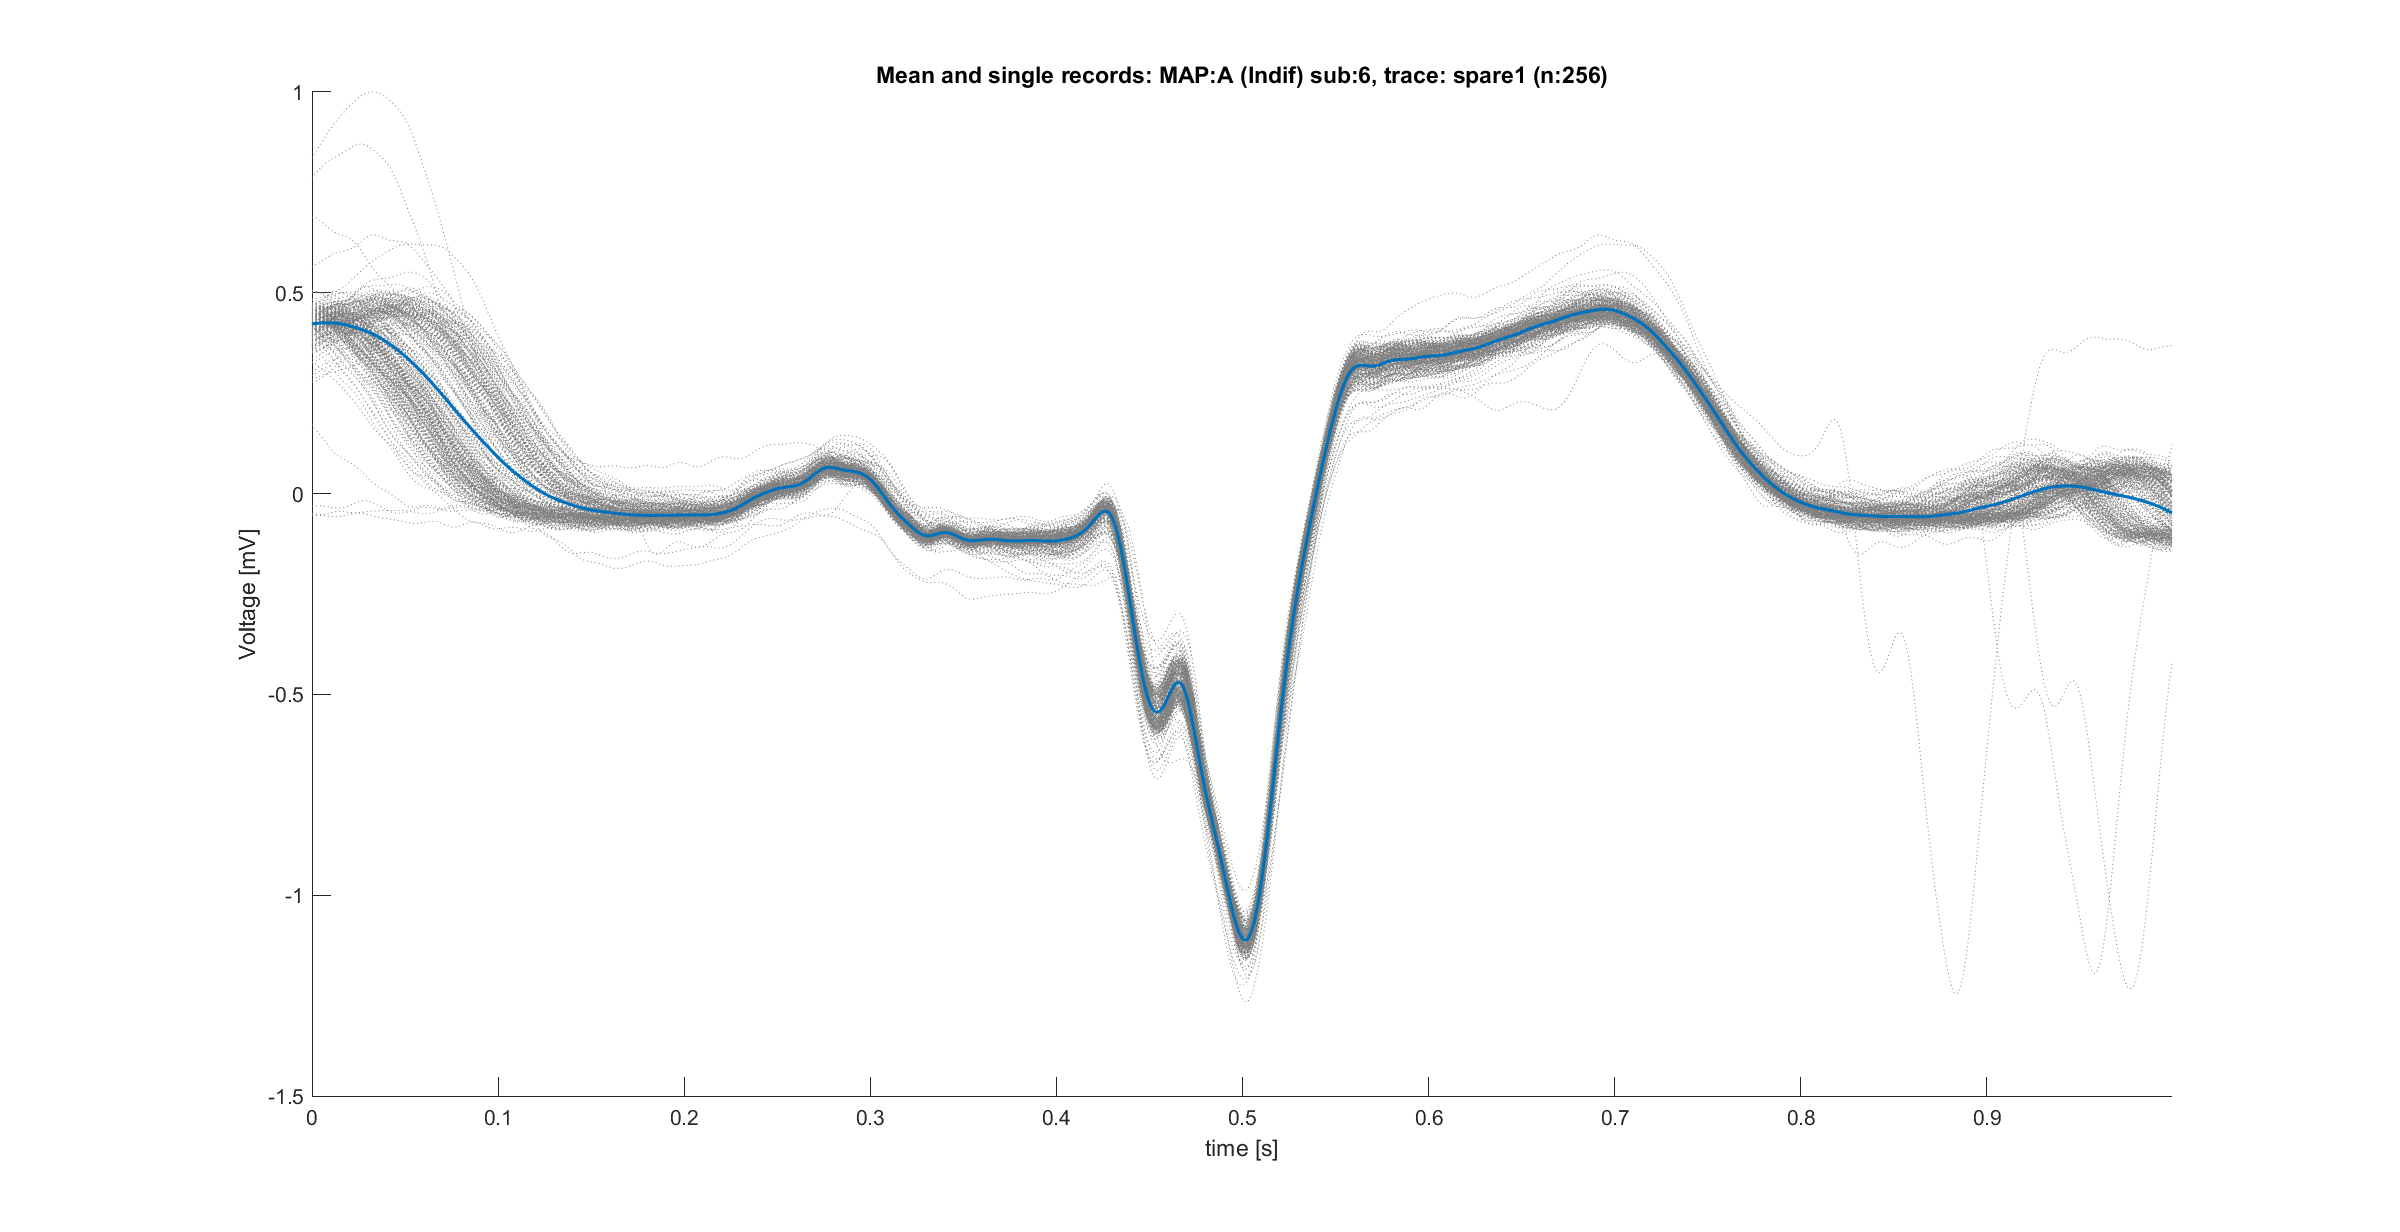 Mean and single records: MAP:A (Indif) sub:6, trace: spare1 (n:256)
1
0.5
0
-0.5
-1
-1.5
Voltage [mV]
0 0.1 0.2 0.3 0.4 0.5 0.6 0.7 0.8 0.9
time [s]